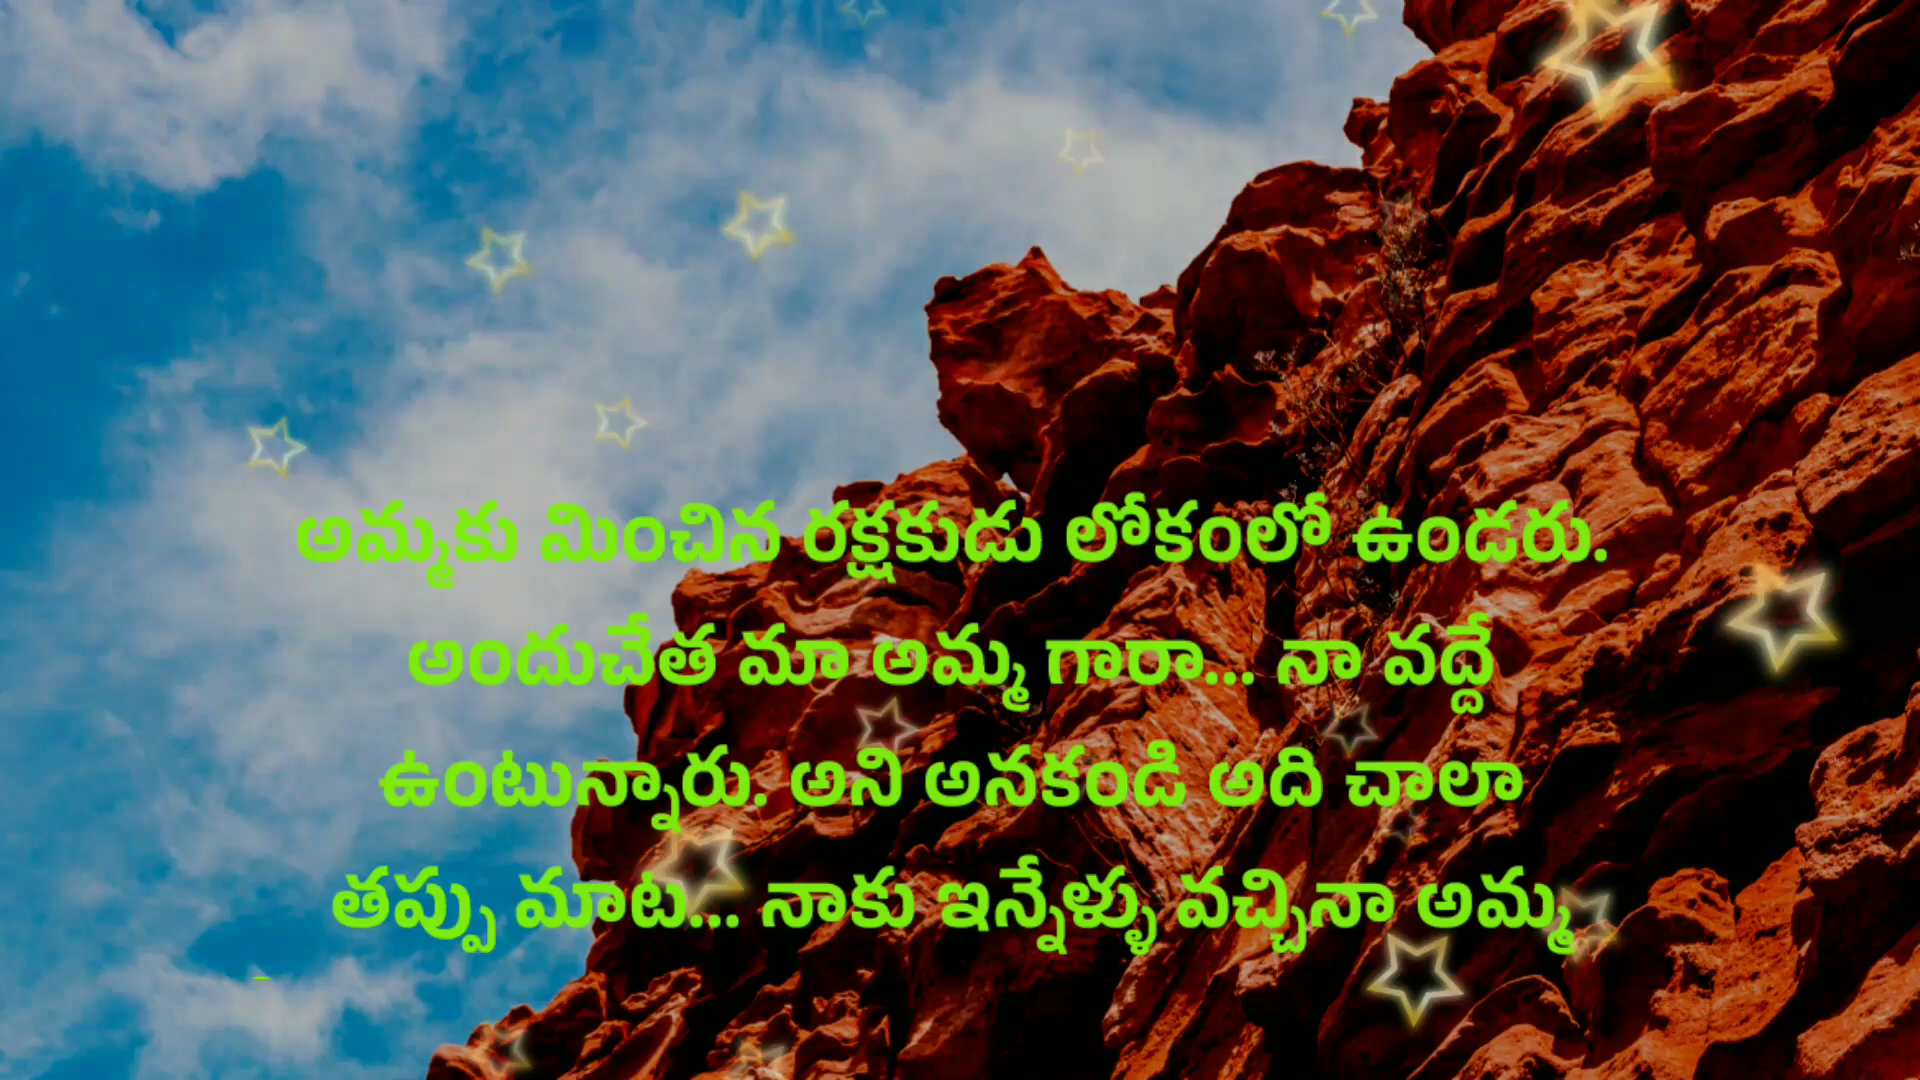 అమ్మకు మించిన రక్షకుడు లోకంలో ఉండరు.
అందుచేత మా అమ్మ గారా... నా వద్దే
ఉంటున్నారు. అని అనకండి అది చాలా
తప్పు మాట... నాకు ఇన్నేళ్ళు వచ్చినా అమ్మ